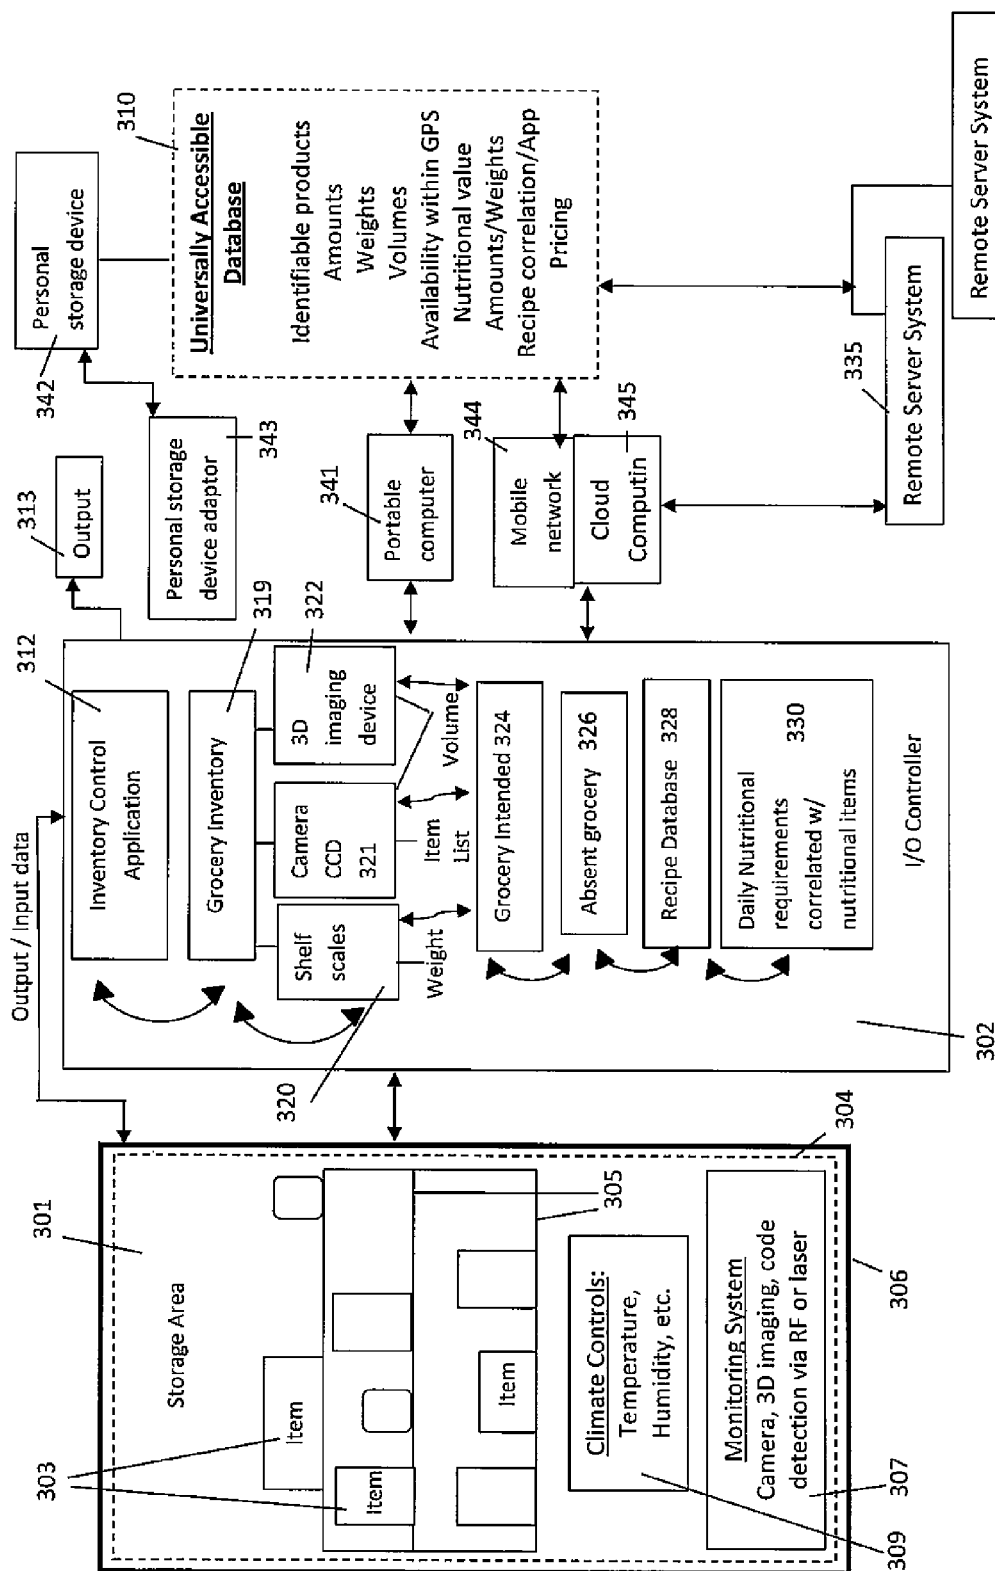 301
Storage Area
303
Item
Item
Item
305
Climate Controls:
Temperature,
Humidity, etc.
309
Monitoring System
Camera, 3D imaging, code
detection via RF or laser
307
304
306
Output / Input data
312
Inventory Control
Application
319
Grocery Inventory
Shelf
scales
320
Camera
CCD
321
3D
imaging
device
322
Weight
Item
List
Volume
Grocery Intended 324
Absent grocery 326
Recipe Database 328
Daily Nutritional
requirements
correlated w/
nutritional items
330
I/O Controller
302
313
Output
342
Personal
storage device
Personal storage
device adaptor
343
341
Portable
computer
344
Mobile
network
345
Cloud
Computin
310
Universally Accessible
Database
Identifiable products
Amounts
Weights
Volumes
Availability within GPS
Nutritional value
Amounts/Weights
Recipe correlation/App
Pricing
335
Remote Server System
Remote Server System